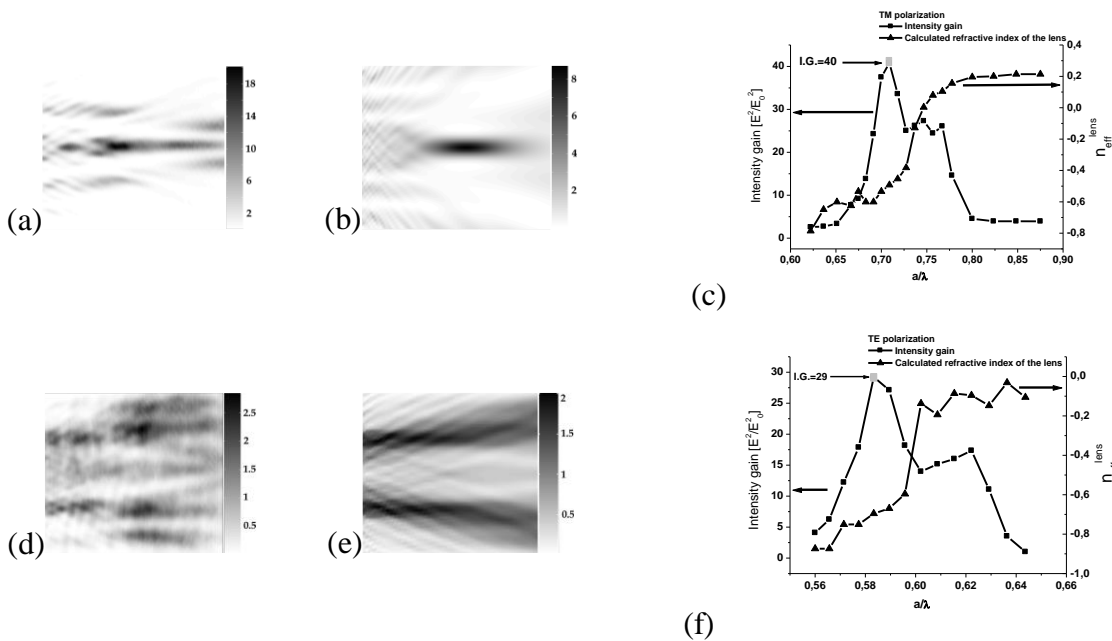 (a)
18
14
10
6
2
(b)
8
6
4
2
(c)
TM polarization
Intensity gain
Calculated refractive index of the lens
I.G.=40
Intensity gain [E²/E₀²]
40
35
30
25
20
15
10
5
0
0,60 0,65 0,70 0,75 0,80 0,85 0,90
a/λ
0,4
0,2
0,0
-0,2
-0,4
-0,6
-0,8
n_eff^lens
(d)
2.5
2
1.5
1
0.5
(e)
2
1.5
1
0.5
(f)
TE polarization
Intensity gain
Calculated refractive index of the lens
I.G.=29
Intensity gain [E²/E₀²]
30
25
20
15
10
5
0
0,56 0,58 0,60 0,62 0,64 0,66
a/λ
0,0
-0,2
-0,4
-0,6
-0,8
-1,0
lens